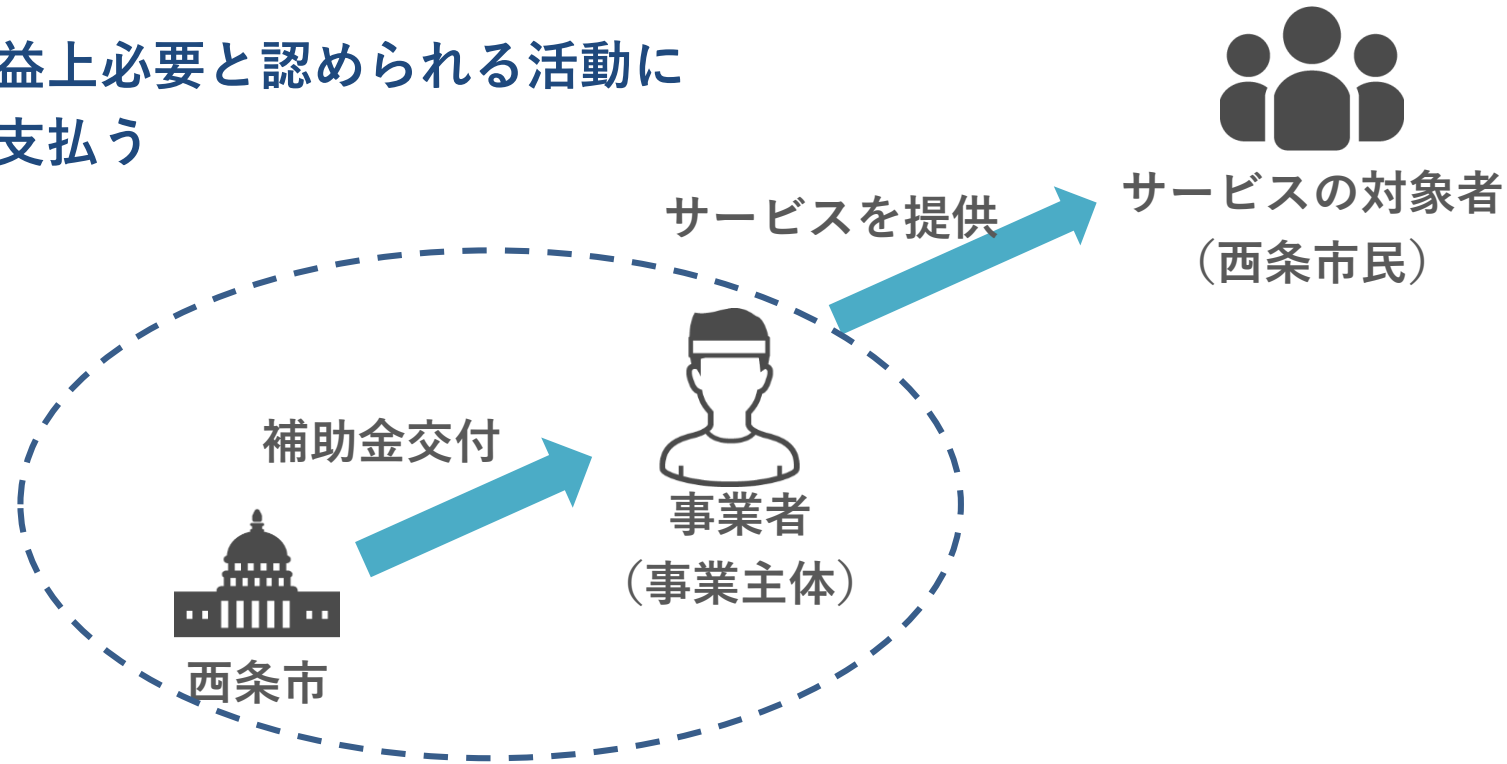 益上必要と認められる活動に
支払う
サービスの対象者
（西条市民）
サービスを提供
補助金交付
事業者
（事業主体）
西条市